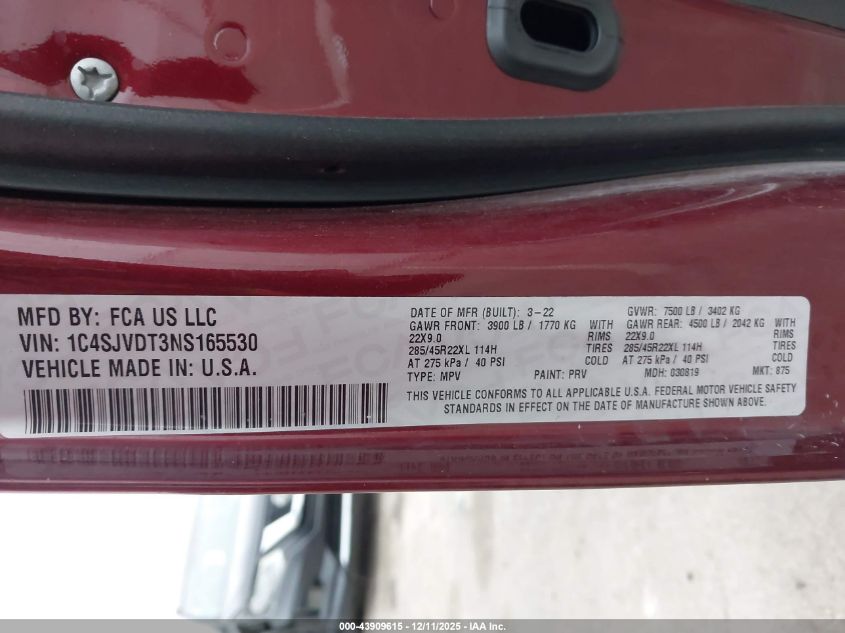 MFD BY: FCA US LLC
VIN: 1C4SJVDT3NS165530
VEHICLE MADE IN: U.S.A.
DATE OF MFR (BUILT): 3-22 GVWR: 7500 LB / 3402 KG
GAWR FRONT: 3900 LB / 1770 KG WITH GAWR REAR: 4500 LB / 2042 KG WITH
22X9.0 RIMS 22X9.0 RIMS
285/45R22XL 114H TIRES 285/45R22XL 114H TIRES
AT 275 kPa / 40 PSI COLD AT 275 kPa / 40 PSI COLD
TYPE: MPV PAINT: PRV MDH: 030819 MKT: 875
THIS VEHICLE CONFORMS TO ALL APPLICABLE U.S.A. FEDERAL MOTOR VEHICLE SAFETY
STANDARDS IN EFFECT ON THE DATE OF MANUFACTURE SHOWN ABOVE.
000-43909615 - 12/11/2025 - IAA Inc.